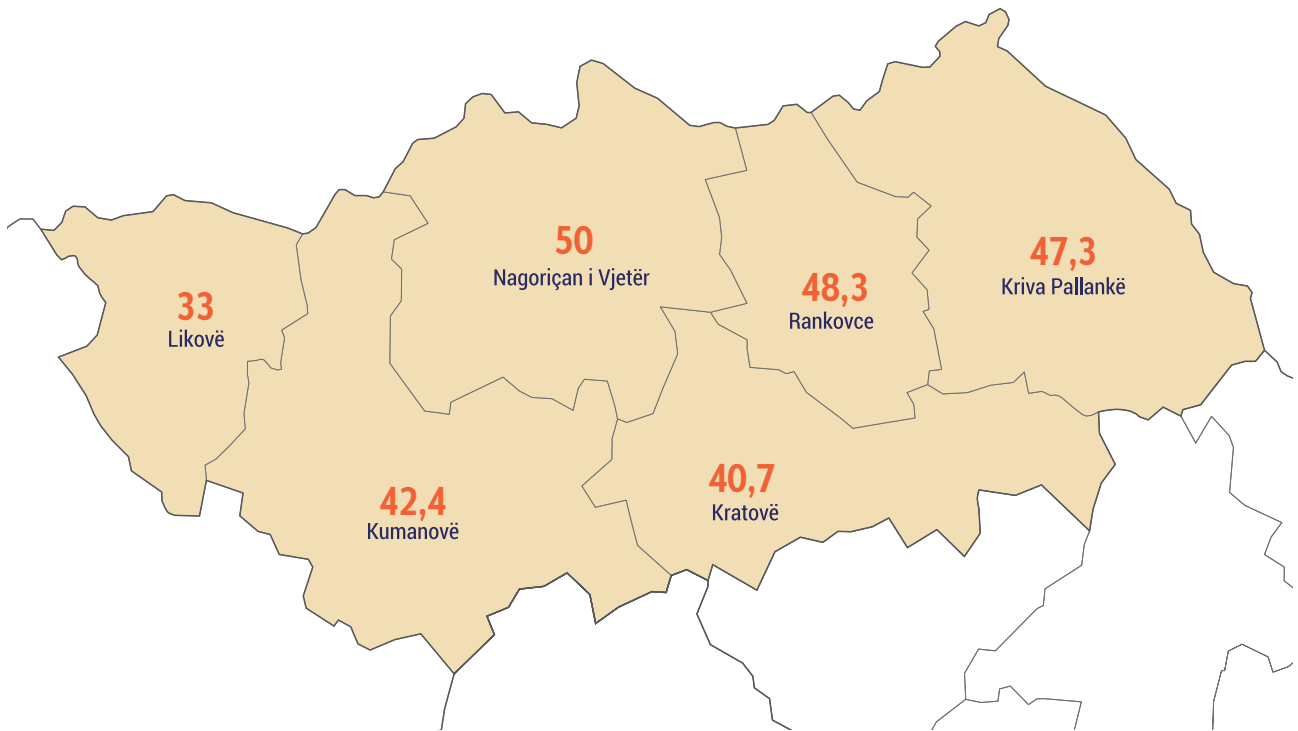 50
Nagoriçan i Vjetër
47,3
Kriva Pallankë
48,3
Rankovce
33
Likovë
40,7
Kratovë
42,4
Kumanovë